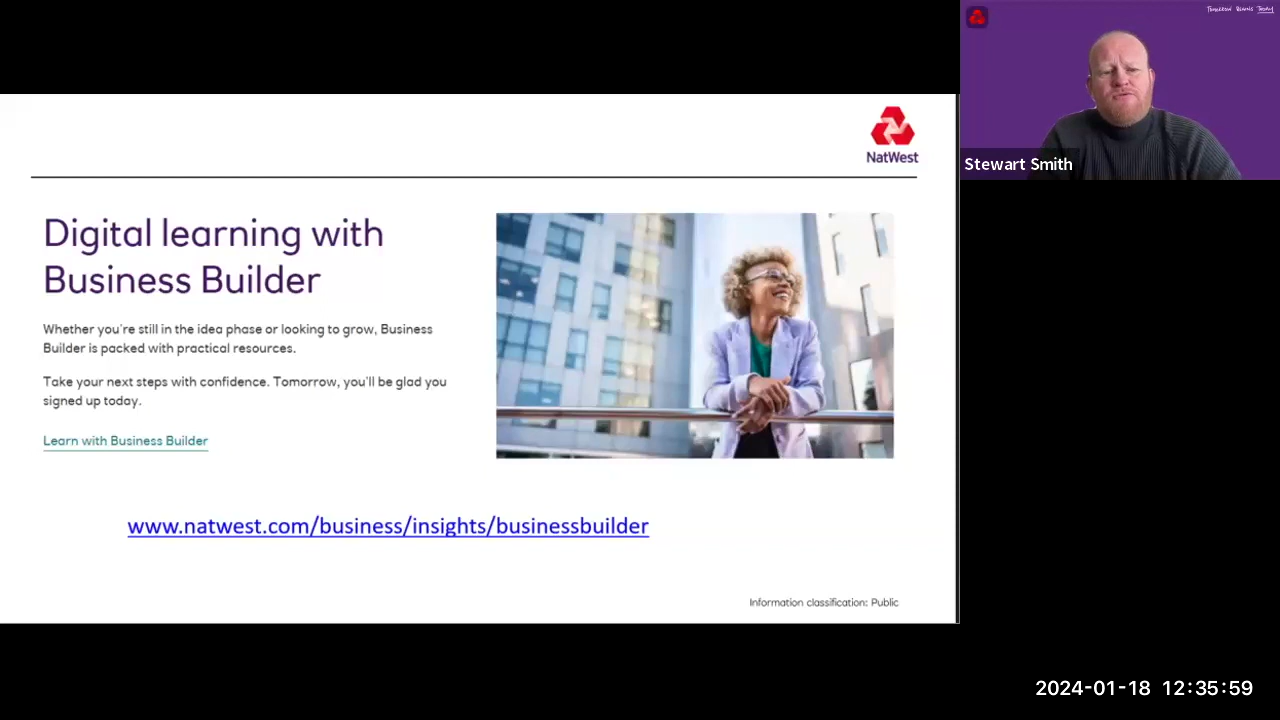 Tomorrow Begins Today
NatWest
Stewart Smith
Digital learning with
Business Builder
Whether you're still in the idea phase or looking to grow, Business
Builder is packed with practical resources.
Take your next steps with confidence. Tomorrow, you'll be glad you
signed up today.
Learn with Business Builder
www.natwest.com/business/insights/businessbuilder
Information classification: Public
2024-01-18 12:35:59